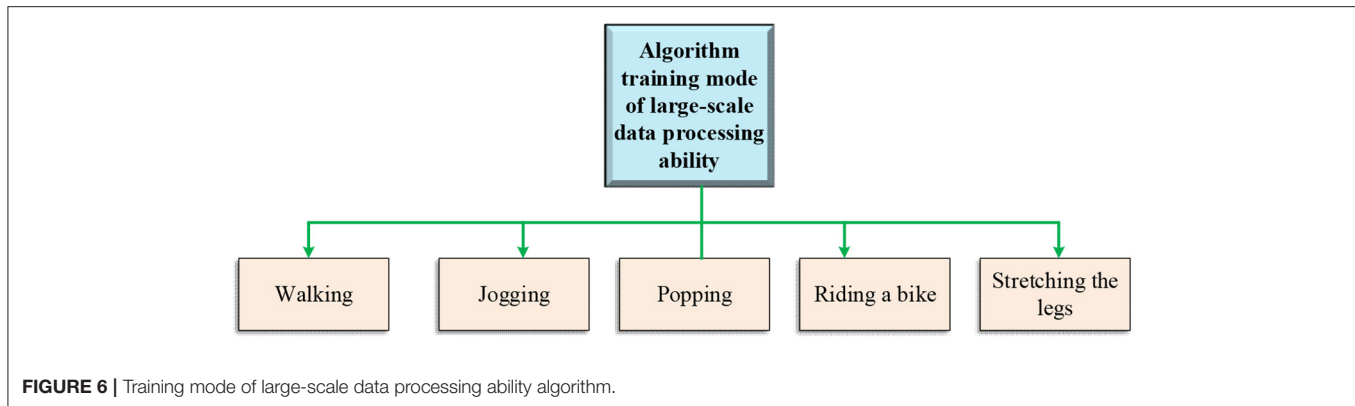 Algorithm
training mode
of large-scale
data processing
ability
Walking
Jogging
Popping
Riding a bike
Stretching the
legs
FIGURE 6 | Training mode of large-scale data processing ability algorithm.